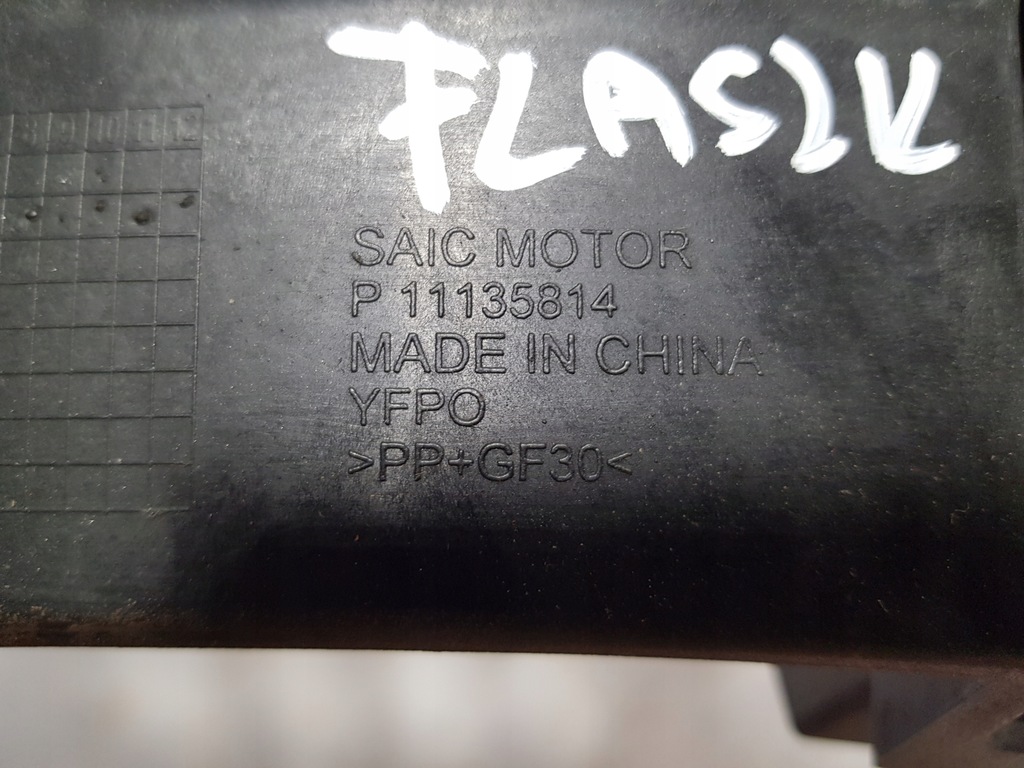 FLASIK
SAIC MOTOR
P 11135814
MADE IN CHINA
YFPO
>PP+GF30<